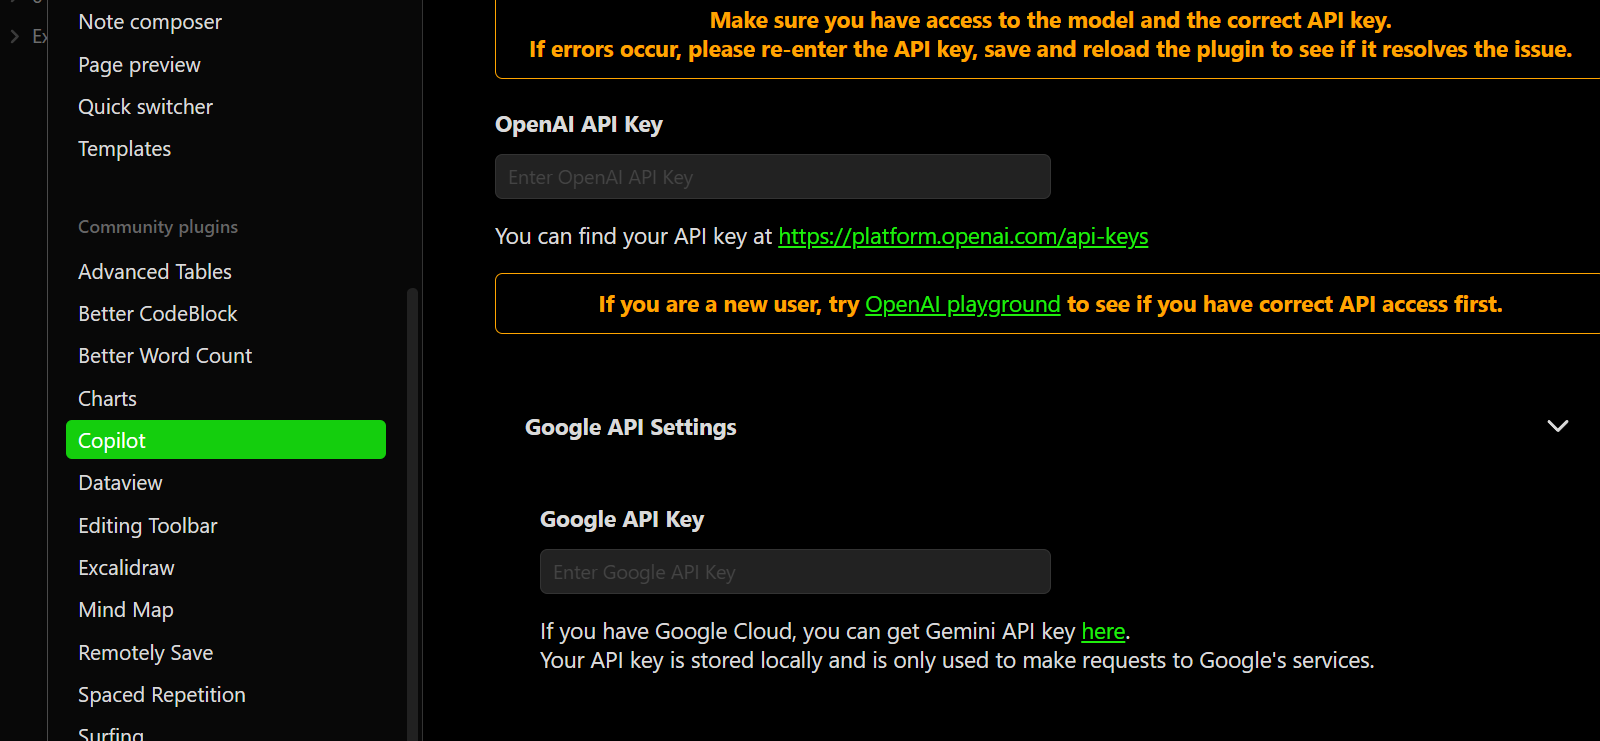 Ex
Note composer
Page preview
Quick switcher
Templates
Community plugins
Advanced Tables
Better CodeBlock
Better Word Count
Charts
Copilot
Dataview
Editing Toolbar
Excalidraw
Mind Map
Remotely Save
Spaced Repetition
Surfing
Make sure you have access to the model and the correct API key.
If errors occur, please re-enter the API key, save and reload the plugin to see if it resolves the issue.
OpenAI API Key
Enter OpenAI API Key
You can find your API key at https://platform.openai.com/api-keys
If you are a new user, try OpenAI playground to see if you have correct API access first.
Google API Settings
Google API Key
Enter Google API Key
If you have Google Cloud, you can get Gemini API key here.
Your API key is stored locally and is only used to make requests to Google's services.